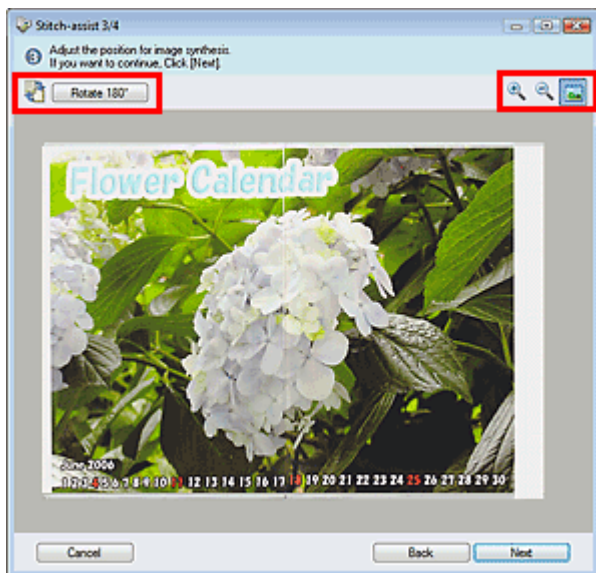 Stitch-assist 3/4
3 Adjust the position for image synthesis.
If you want to continue, Click [Next].
Rotate 180°
Flower Calendar
June 2006
1 2 3 4 5 6 7 8 9 10 11 12 13 14 15 16 17 18 19 20 21 22 23 24 25 26 27 28 29 30
Cancel
Back
Next